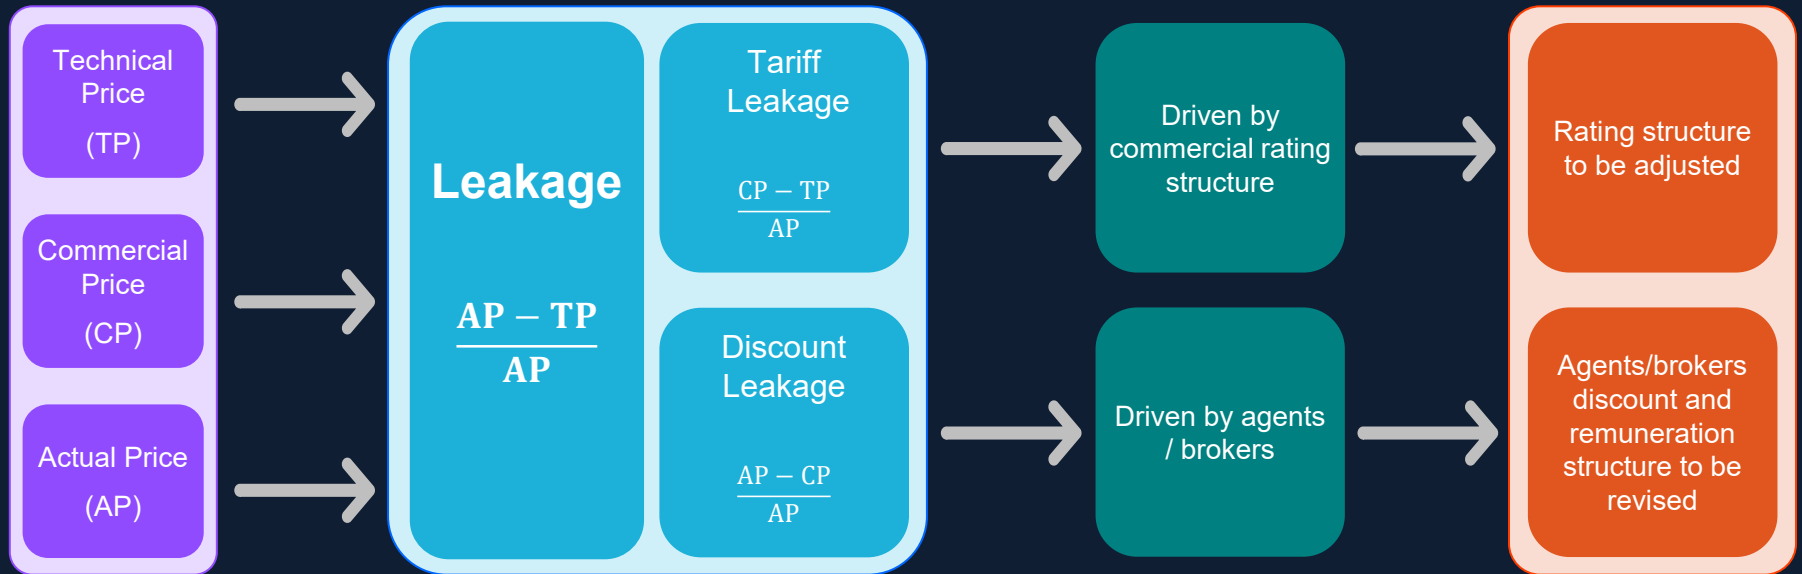 Technical
Price
(TP)
Commercial
Price
(CP)
Actual Price
(AP)
Leakage
AP − TP
AP
Tariff
Leakage
CP − TP
AP
Discount
Leakage
AP − CP
AP
Driven by
commercial rating
structure
Driven by agents
/ brokers
Rating structure
to be adjusted
Agents/brokers
discount and
remuneration
structure to be
revised